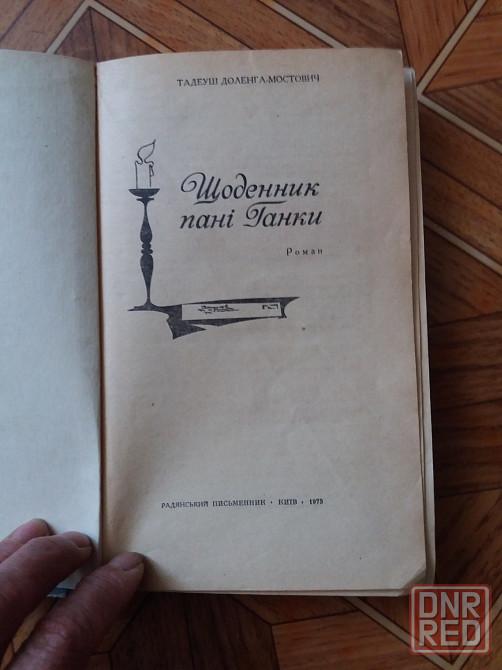 ТАДЕУШ ДОЛЕНГА-МОСТОВИЧ
Щоденник
пані Ганки
Роман
РАДЯНСЬКИЙ ПИСЬМЕННИК · КИЇВ · 1973
DNR
RED